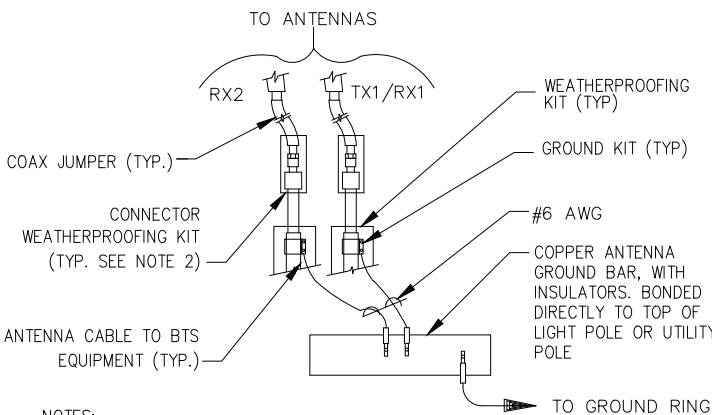 TO ANTENNAS
RX2
TX1/RX1
WEATHERPROOFING
KIT (TYP)
GROUND KIT (TYP)
COAX JUMPER (TYP.)
CONNECTOR
WEATHERPROOFING KIT
(TYP. SEE NOTE 2)
#6 AWG
COPPER ANTENNA
GROUND BAR, WITH
INSULATORS. BONDED
DIRECTLY TO TOP OF
LIGHT POLE OR UTILITY
POLE
ANTENNA CABLE TO BTS
EQUIPMENT (TYP.)
TO GROUND RING
NOTES: